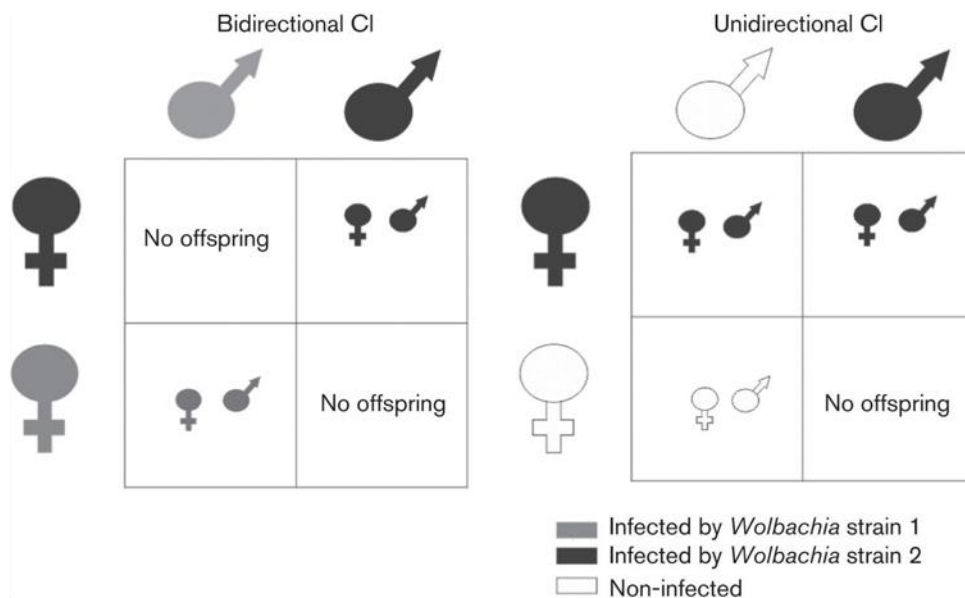 Bidirectional CI
Unidirectional CI
No offspring
No offspring
No offspring
Infected by Wolbachia strain 1
Infected by Wolbachia strain 2
Non-infected